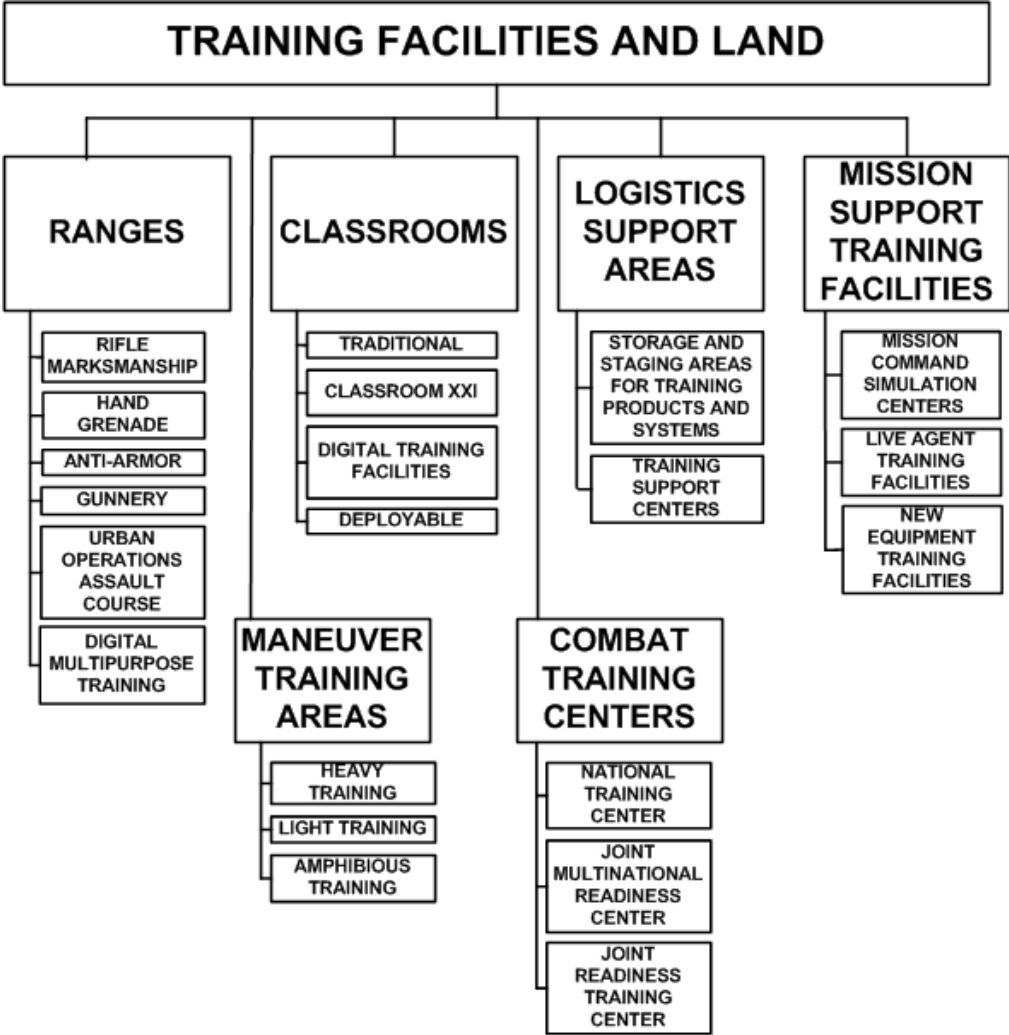 TRAINING FACILITIES AND LAND
RANGES
RIFLE
MARKSMANSHIP
HAND
GRENADE
ANTI-ARMOR
GUNNERY
URBAN
OPERATIONS
ASSAULT
COURSE
DIGITAL
MULTIPURPOSE
TRAINING
MANEUVER
TRAINING
AREAS
HEAVY
TRAINING
LIGHT TRAINING
AMPHIBIOUS
TRAINING
CLASSROOMS
TRADITIONAL
CLASSROOM XXI
DIGITAL TRAINING
FACILITIES
DEPLOYABLE
COMBAT
TRAINING
CENTERS
NATIONAL
TRAINING
CENTER
JOINT
MULTINATIONAL
READINESS
CENTER
JOINT
READINESS
TRAINING
CENTER
LOGISTICS
SUPPORT
AREAS
STORAGE AND
STAGING AREAS
FOR TRAINING
PRODUCTS AND
SYSTEMS
TRAINING
SUPPORT
CENTERS
MISSION
SUPPORT
TRAINING
FACILITIES
MISSION
COMMAND
SIMULATION
CENTERS
LIVE AGENT
TRAINING
FACILITIES
NEW
EQUIPMENT
TRAINING
FACILITIES